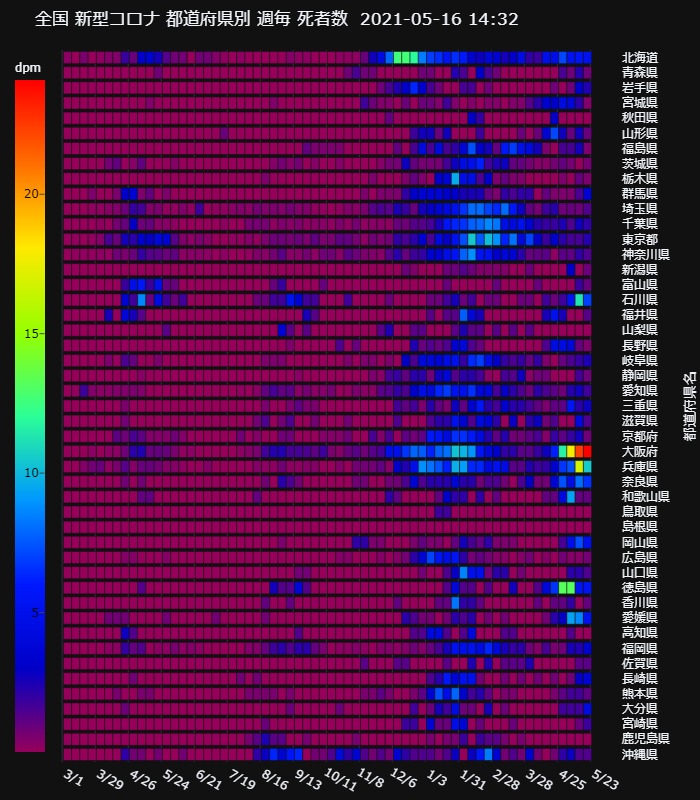 全国 新型コロナ 都道府県別 週毎 死者数 2021-05-16 14:32
dpm
20
15
10
5
北海道
青森県
岩手県
宮城県
秋田県
山形県
福島県
茨城県
栃木県
群馬県
埼玉県
千葉県
東京都
神奈川県
新潟県
富山県
石川県
福井県
山梨県
長野県
岐阜県
静岡県
愛知県
三重県
滋賀県
京都府
大阪府
兵庫県
奈良県
和歌山県
鳥取県
島根県
岡山県
広島県
山口県
徳島県
香川県
愛媛県
高知県
福岡県
佐賀県
長崎県
熊本県
大分県
宮崎県
鹿児島県
沖縄県
都道府県名
3/1 3/29 4/26 5/24 6/21 7/19 8/16 9/13 10/11 11/8 12/6 1/3 1/31 2/28 3/28 4/25 5/23